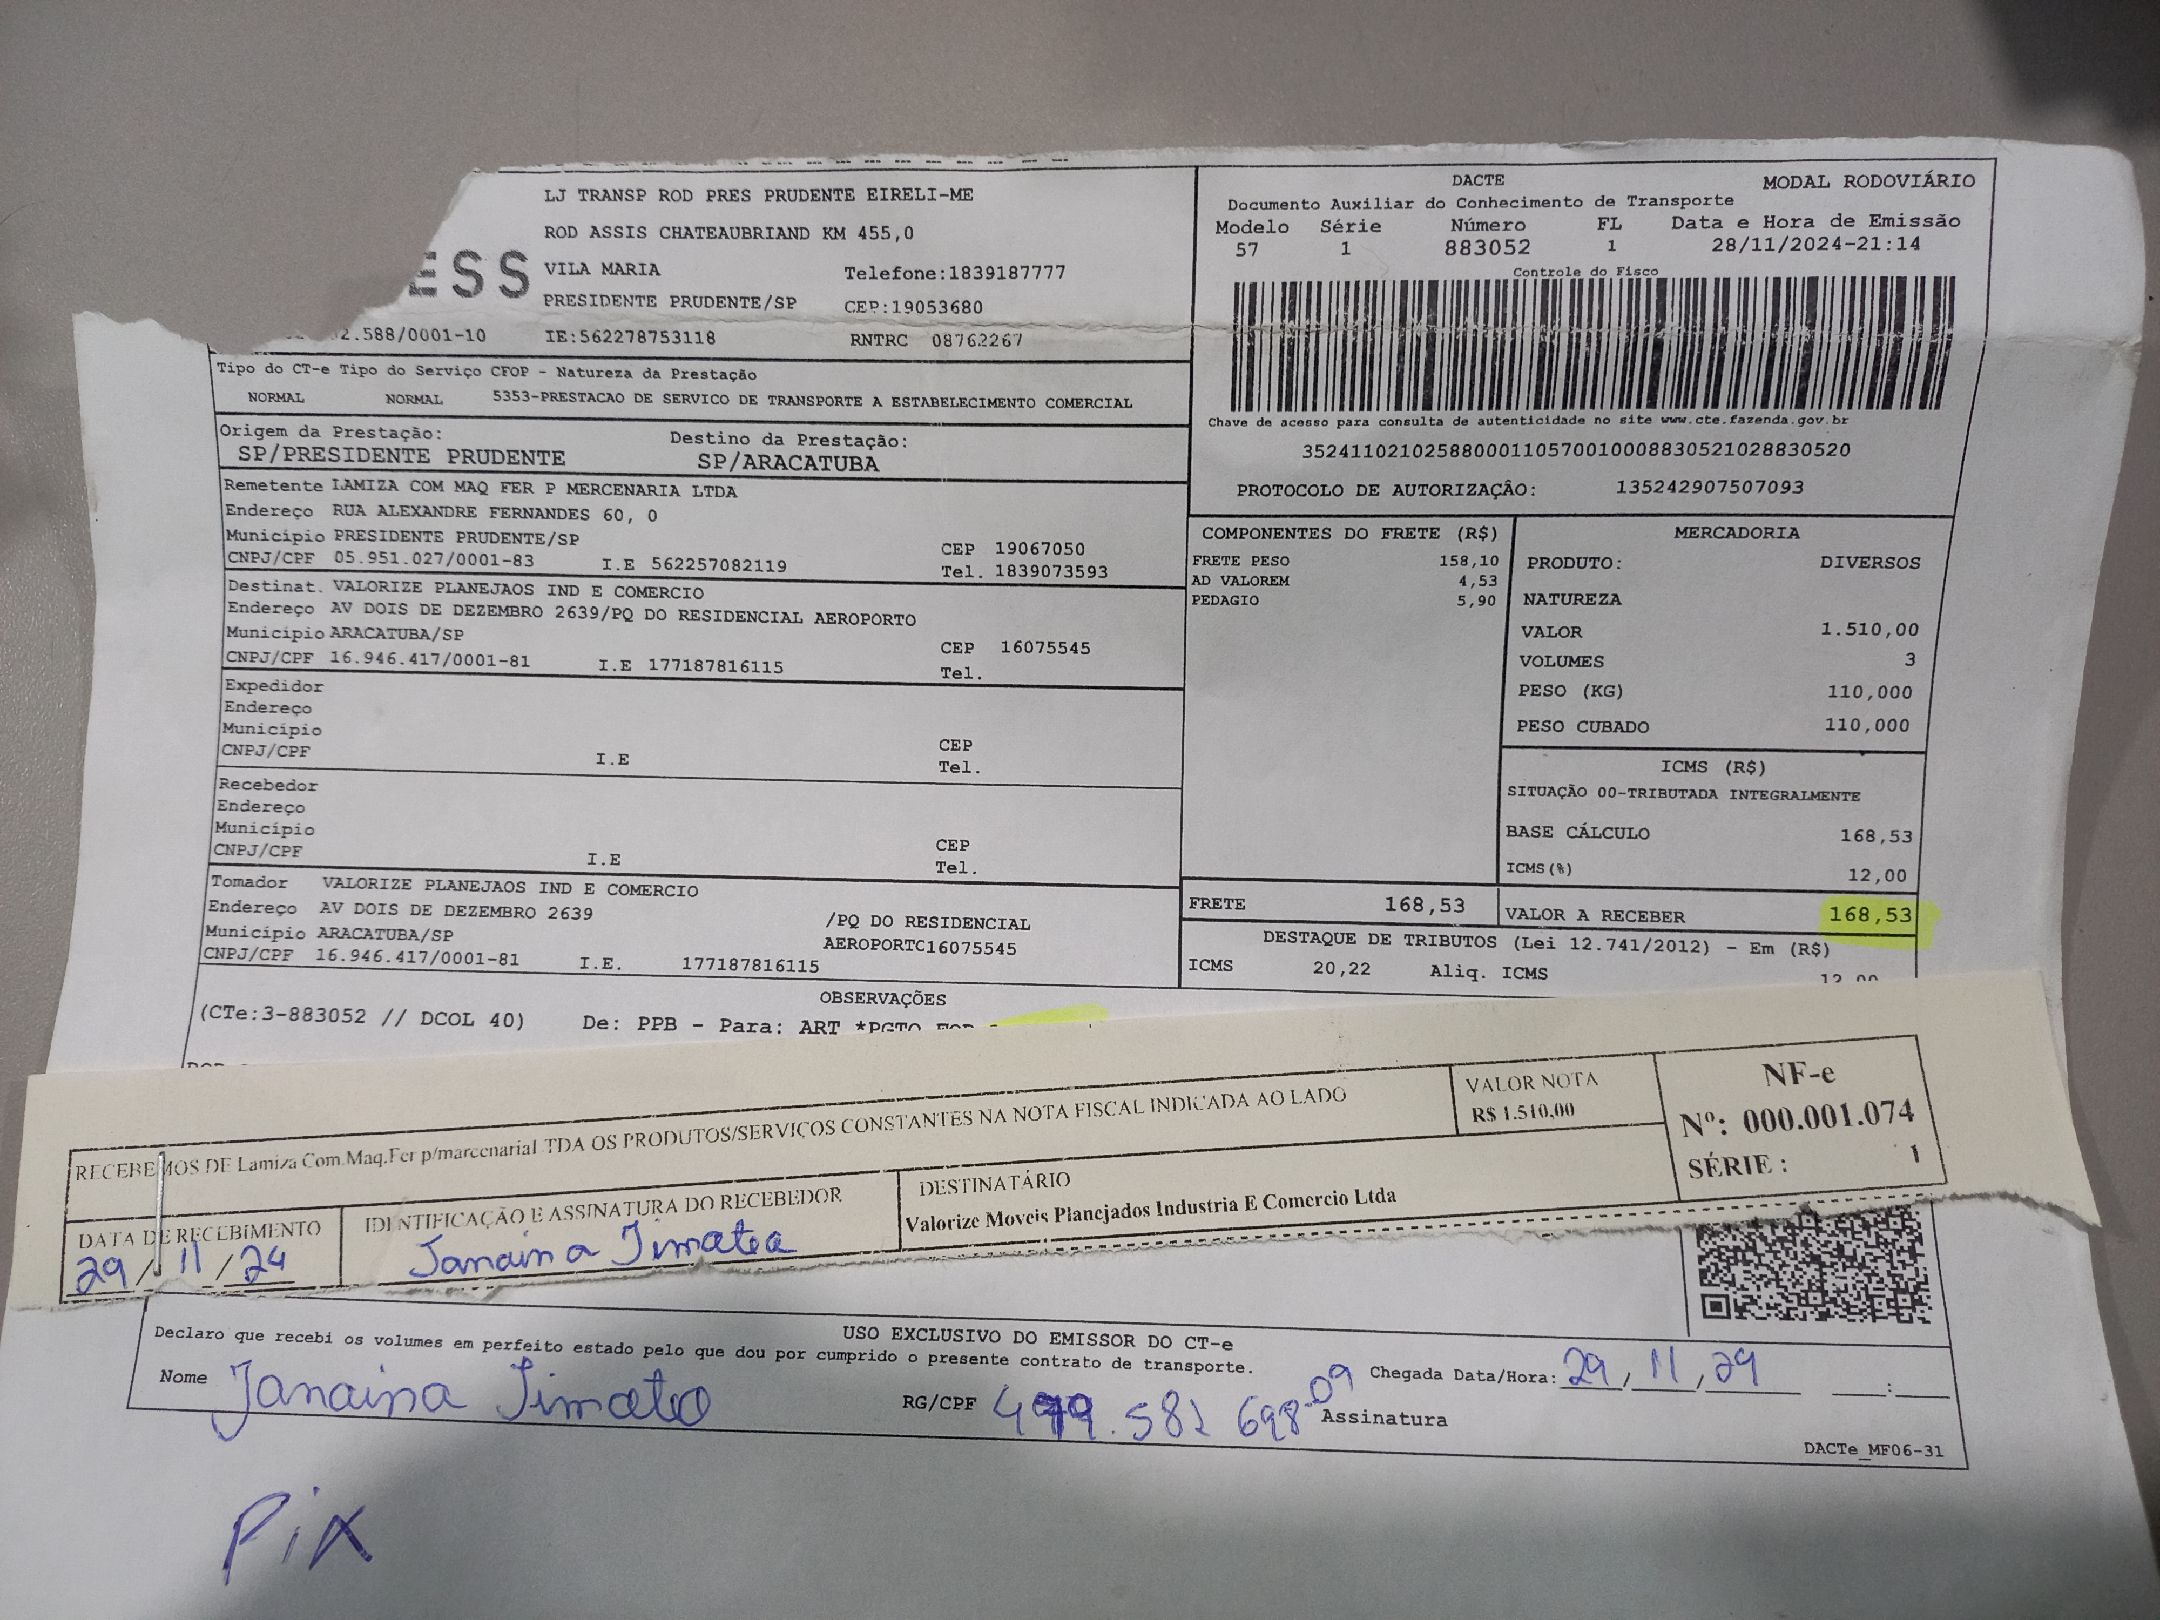 LJ TRANSP ROD PRES PRUDENTE EIRELI-ME
ROD ASSIS CHATEAUBRIAND KM 455,0
ESS
VILA MARIA Telefone:1839187777
PRESIDENTE PRUDENTE/SP CEP:19053680
2.588/0001-10 IE:562278753118 RNTRC 08762267
DACTE MODAL RODOVIÁRIO
Documento Auxiliar do Conhecimento de Transporte
Modelo Série Número FL Data e Hora de Emissão
57 1 883052 1 28/11/2024-21:14
Controle do Fisco
Chave de acesso para consulta de autenticidade no site www.cte.fazenda.gov.br
35241102102588000110570010008830521028830520
PROTOCOLO DE AUTORIZAÇÃO: 135242907507093
Tipo do CT-e Tipo do Serviço CFOP - Natureza da Prestação
NORMAL NORMAL 5353-PRESTACAO DE SERVICO DE TRANSPORTE A ESTABELECIMENTO COMERCIAL
Origem da Prestação: Destino da Prestação:
SP/PRESIDENTE PRUDENTE SP/ARACATUBA
Remetente LAMIZA COM MAQ FER P MERCENARIA LTDA
Endereço RUA ALEXANDRE FERNANDES 60, 0
Município PRESIDENTE PRUDENTE/SP CEP 19067050
CNPJ/CPF 05.951.027/0001-83 I.E 562257082119 Tel. 1839073593
Destinat. VALORIZE PLANEJAOS IND E COMERCIO
Endereço AV DOIS DE DEZEMBRO 2639/PQ DO RESIDENCIAL AEROPORTO
Município ARACATUBA/SP CEP 16075545
CNPJ/CPF 16.946.417/0001-81 I.E 177187816115 Tel.
Expedidor
Endereço
Município CEP
CNPJ/CPF I.E Tel.
Recebedor
Endereço
Município CEP
CNPJ/CPF I.E Tel.
Tomador VALORIZE PLANEJAOS IND E COMERCIO
Endereço AV DOIS DE DEZEMBRO 2639 /PQ DO RESIDENCIAL
Município ARACATUBA/SP AEROPORTO16075545
CNPJ/CPF 16.946.417/0001-81 I.E. 177187816115
COMPONENTES DO FRETE (R$)
FRETE PESO 158,10
AD VALOREM 4,53
PEDAGIO 5,90
MERCADORIA
PRODUTO: DIVERSOS
NATUREZA
VALOR 1.510,00
VOLUMES 3
PESO (KG) 110,000
PESO CUBADO 110,000
ICMS (R$)
SITUAÇÃO 00-TRIBUTADA INTEGRALMENTE
BASE CÁLCULO 168,53
ICMS(%) 12,00
FRETE 168,53 VALOR A RECEBER 168,53
DESTAQUE DE TRIBUTOS (Lei 12.741/2012) - Em (R$)
ICMS 20,22 Aliq. ICMS 12,00
OBSERVAÇÕES
(CTe:3-883052 // DCOL 40) De: PPB - Para: ART *PGTO
RECEBEMOS DE Lamiza Com.Maq.Fer p/marcenarial TDA OS PRODUTOS/SERVIÇOS CONSTANTES NA NOTA FISCAL INDICADA AO LADO
VALOR NOTA
R$ 1.510,00
NF-e
Nº: 000.001.074
SÉRIE : 1
DATA DE RECEBIMENTO
29/11/24
IDENTIFICAÇÃO E ASSINATURA DO RECEBEDOR
Janaina
DESTINATÁRIO
Valorize Moveis Planejados Industria E Comercio Ltda
USO EXCLUSIVO DO EMISSOR DO CT-e
Declaro que recebi os volumes em perfeito estado pelo que dou por cumprido o presente contrato de transporte.
Nome Janaina RG/CPF Chegada Data/Hora: 29/11/29 __:__
Assinatura
DACTe_MF06-31
Pix